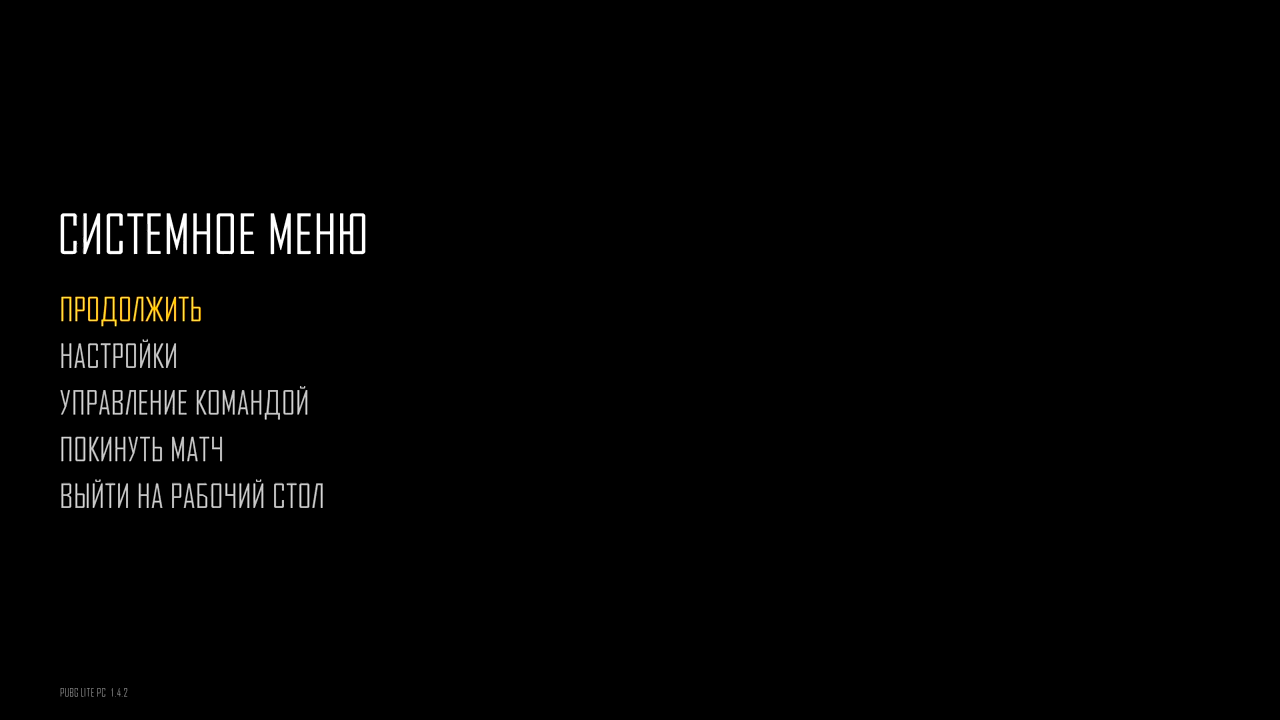 СИСТЕМНОЕ МЕНЮ
ПРОДОЛЖИТЬ
НАСТРОЙКИ
УПРАВЛЕНИЕ КОМАНДОЙ
ПОКИНУТЬ МАТЧ
ВЫЙТИ НА РАБОЧИЙ СТОЛ
PUBG LITE PC 1.4.2